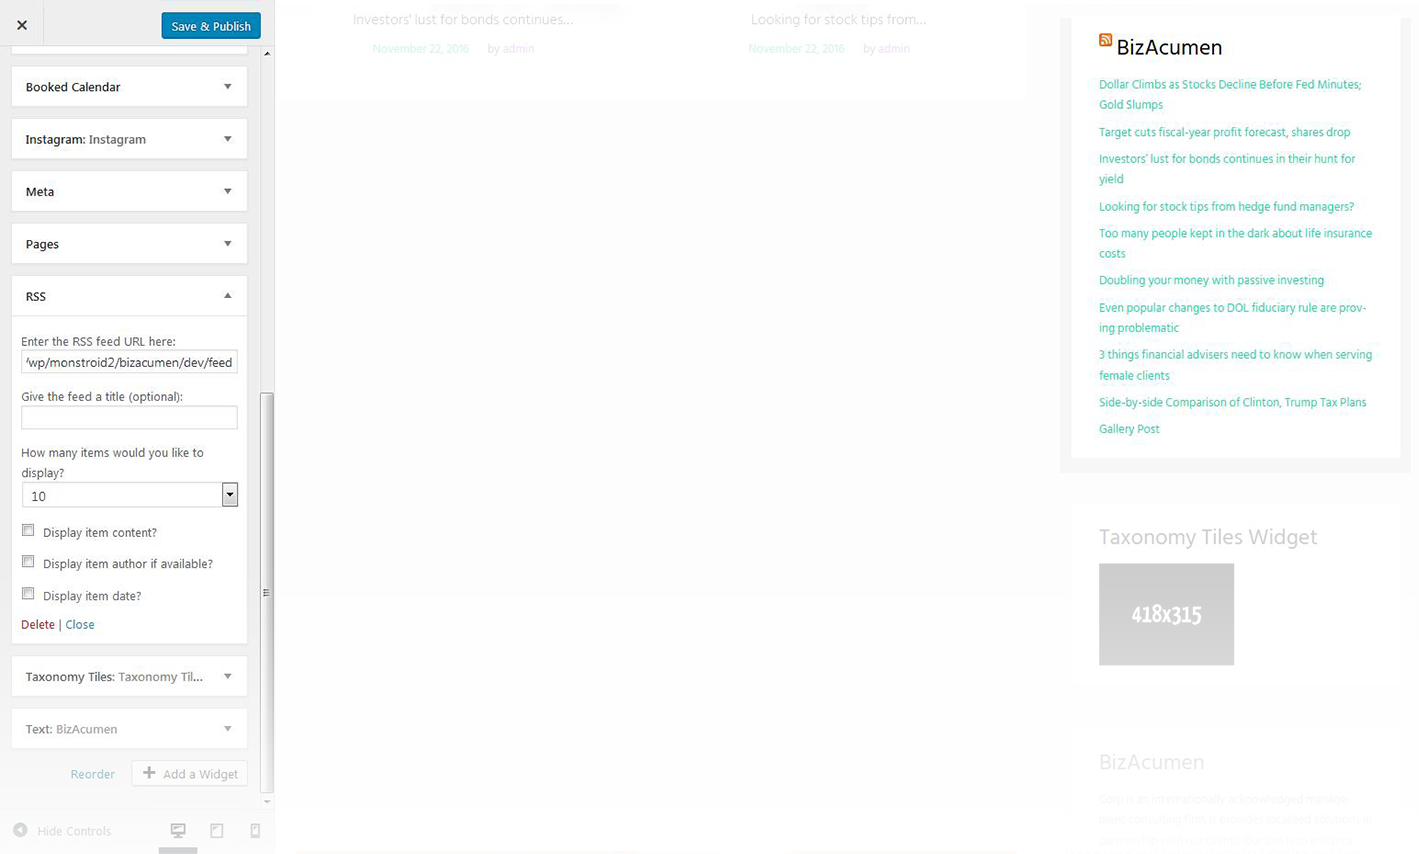 Save & Publish
Booked Calendar
Instagram: Instagram
Meta
Pages
RSS
Enter the RSS feed URL here:
/wp/monstroid2/bizacumen/dev/feed
Give the feed a title (optional):
How many items would you like to
display?
10
Display item content?
Display item author if available?
Display item date?
Delete | Close
Taxonomy Tiles: Taxonomy Til...
Text: BizAcumen
Reorder
Add a Widget
Hide Controls
Investors' lust for bonds continues...
November 22, 2016 by admin
Looking for stock tips from...
November 22, 2016 by admin
BizAcumen
Dollar Climbs as Stocks Decline Before Fed Minutes;
Gold Slumps
Target cuts fiscal-year profit forecast, shares drop
Investors' lust for bonds continues in their hunt for
yield
Looking for stock tips from hedge fund managers?
Too many people kept in the dark about life insurance
costs
Doubling your money with passive investing
Even popular changes to DOL fiduciary rule are prov-
ing problematic
3 things financial advisers need to know when serving
female clients
Side-by-side Comparison of Clinton, Trump Tax Plans
Gallery Post
Taxonomy Tiles Widget
418x315
BizAcumen
Corp is an internationally acknowledged manage-